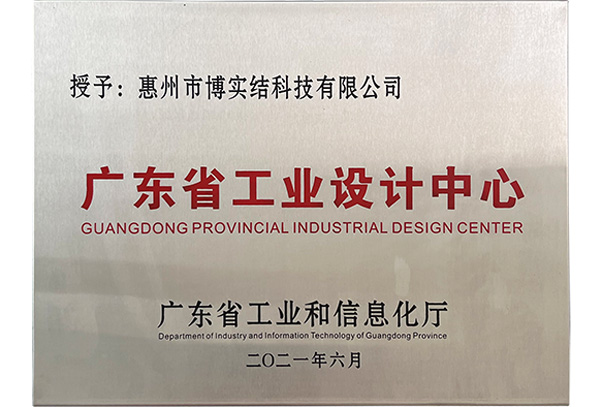 授予：惠州市博实结科技有限公司
广东省工业设计中心
GUANGDONG PROVINCIAL INDUSTRIAL DESIGN CENTER
广东省工业和信息化厅
Department of Industry and Information Technology of Guangdong Province
二〇二一年六月